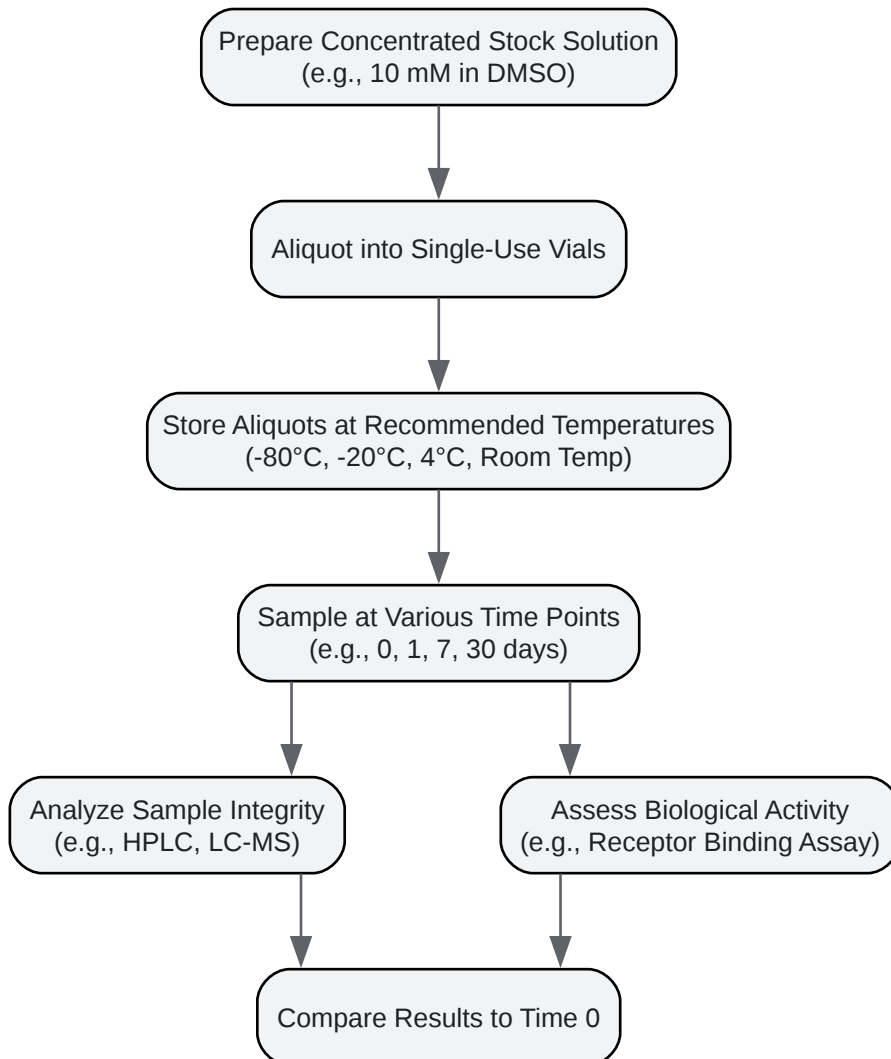 Prepare Concentrated Stock Solution
(e.g., 10 mM in DMSO)
Aliquot into Single-Use Vials
Store Aliquots at Recommended Temperatures
(-80°C, -20°C, 4°C, Room Temp)
Sample at Various Time Points
(e.g., 0, 1, 7, 30 days)
Analyze Sample Integrity
(e.g., HPLC, LC-MS)
Assess Biological Activity
(e.g., Receptor Binding Assay)
Compare Results to Time 0